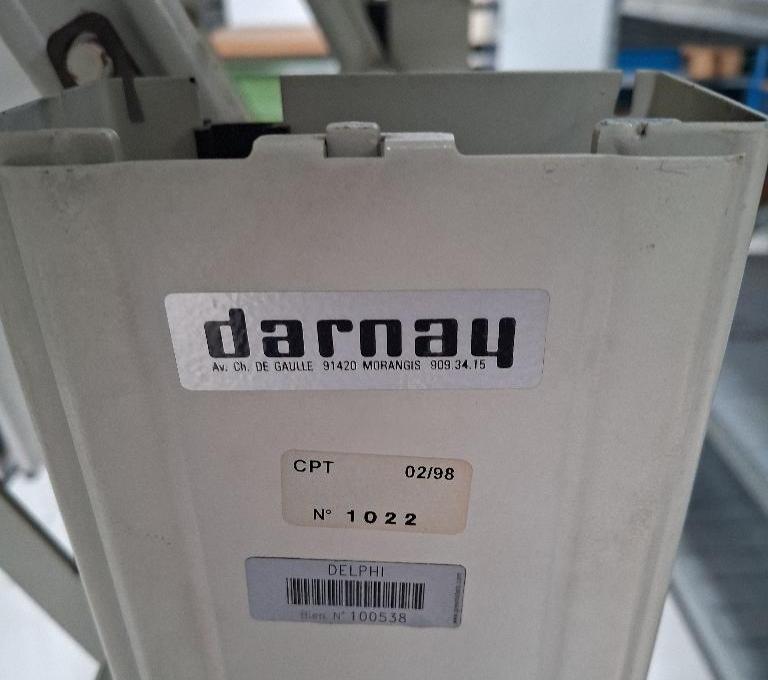 darnay
Av. Ch. DE GAULLE 91420 MORANGIS 909.34.15
CPT 02/98
N° 1022
DELPHI
Bien N° 100538